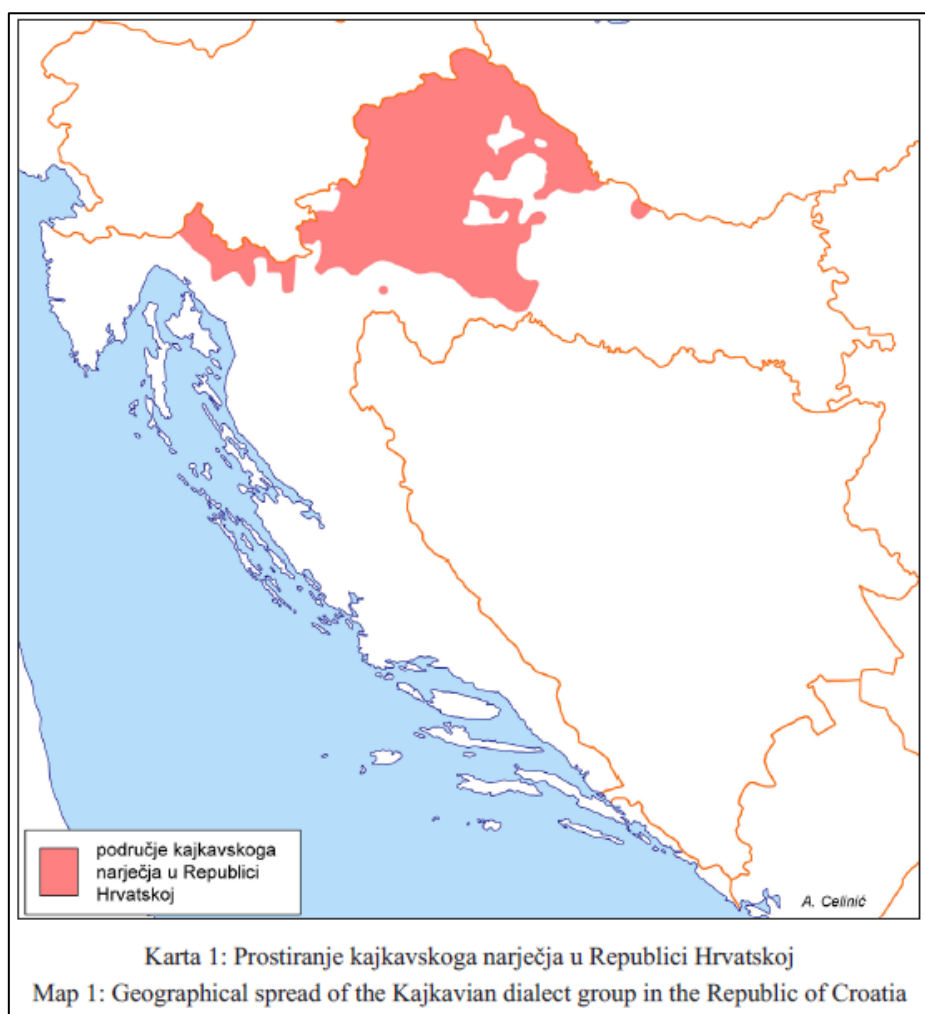 područje kajkavskoga
narječja u Republici
Hrvatskoj
A. Celinić
Karta 1: Prostiranje kajkavskoga narječja u Republici Hrvatskoj
Map 1: Geographical spread of the Kajkavian dialect group in the Republic of Croatia